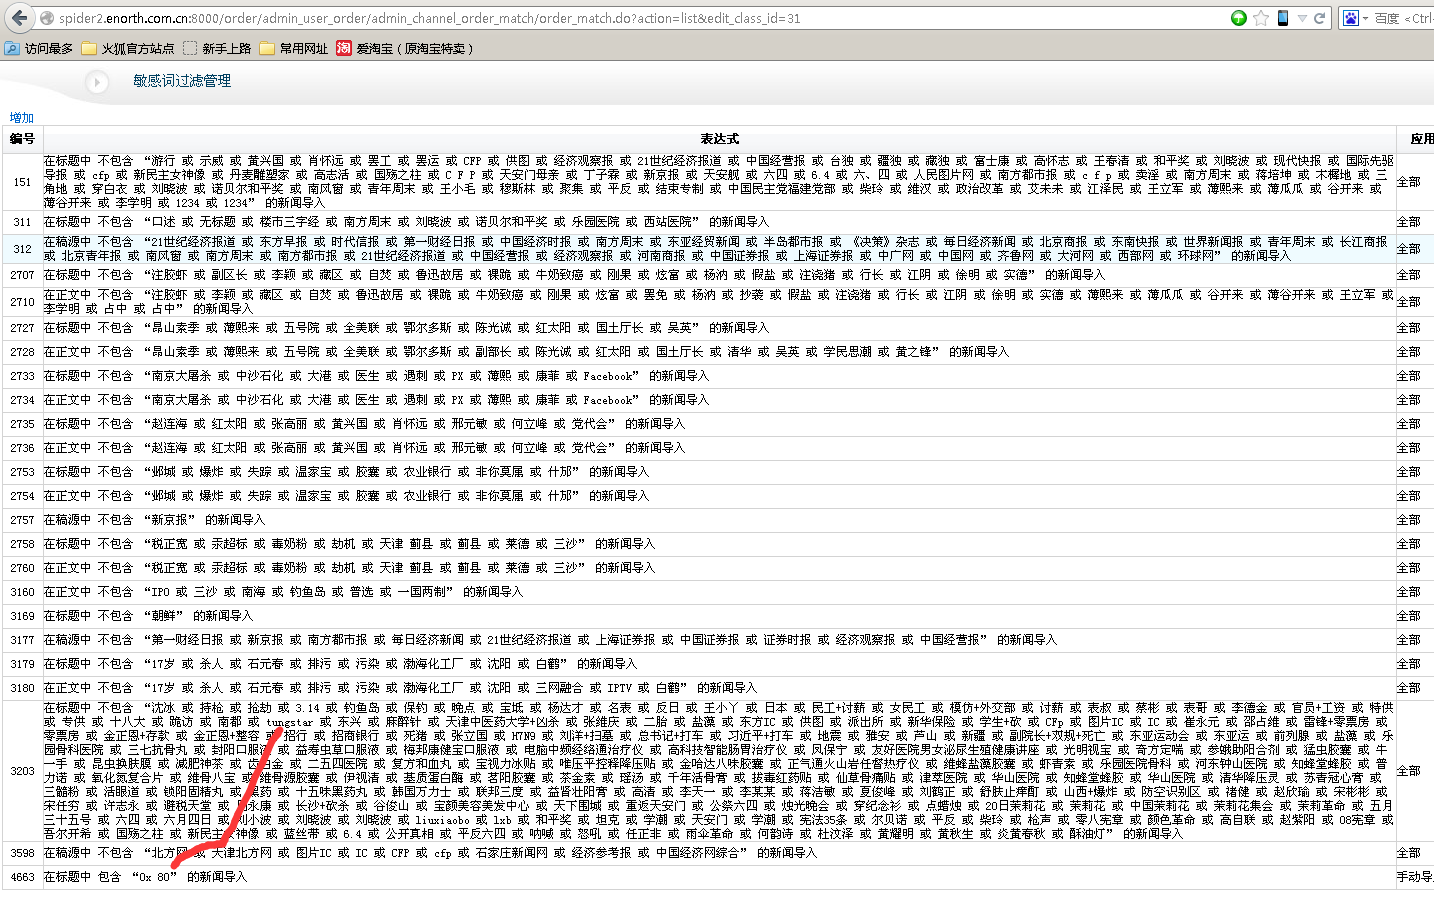 spider2.enorth.com.cn:8000/order/admin_user_order/admin_channel_order_match/order_match.do?action=list&edit_class_id=31
百度 <Ctrl-
访问最多 火狐官方站点 新手上路 常用网址 爱淘宝（原淘宝特卖）
敏感词过滤管理
增加
编号 表达式 应用
151 在标题中 不包含 “游行 或 示威 或 黄兴国 或 肖怀远 或 罢工 或 罢运 或 CFP 或 供图 或 经济观察报 或 21世纪经济报道 或 中国经营报 或 台独 或 疆独 或 藏独 或 富士康 或 高怀志 或 王春清 或 和平奖 或 刘晓波 或 现代快报 或 国际先驱
导报 或 cfp 或 新民主女神像 或 丹麦雕塑家 或 高志活 或 国殇之柱 或 C F P 或 天安门母亲 或 丁子霖 或 新京报 或 天安舰 或 六四 或 6.4 或 六、四 或 人民图片网 或 南方都市报 或 c f p 或 卖淫 或 南方周末 或 蒋培坤 或 木樨地 或 三
角地 或 穿白衣 或 刘晓波 或 诺贝尔和平奖 或 南风窗 或 青年周末 或 王小毛 或 穆斯林 或 聚集 或 平反 或 结束专制 或 中国民主党福建党部 或 柴玲 或 维汉 或 政治改革 或 艾未未 或 江泽民 或 王立军 或 薄熙来 或 薄瓜瓜 或 谷开来 或
薄谷开来 或 李学明 或 1234 或 1234” 的新闻导入 全部
311 在标题中 不包含 “口述 或 无标题 或 楼市三字经 或 南方周末 或 刘晓波 或 诺贝尔和平奖 或 乐园医院 或 西站医院” 的新闻导入 全部
312 在稿源中 不包含 “21世纪经济报道 或 东方早报 或 时代信报 或 第一财经日报 或 中国经济时报 或 南方周末 或 东亚经贸新闻 或 半岛都市报 或 《决策》杂志 或 每日经济新闻 或 北京商报 或 东南快报 或 世界新闻报 或 青年周末 或 长江商报
或 北京青年报 或 南风窗 或 南方周末 或 南方都市报 或 21世纪经济报道 或 中国经营报 或 经济观察报 或 河南商报 或 中国证券报 或 上海证券报 或 中广网 或 中国网 或 齐鲁网 或 大河网 或 西部网 或 环球网” 的新闻导入 全部
2707 在标题中 不包含 “注胶虾 或 副区长 或 李颖 或 藏区 或 自焚 或 鲁迅故居 或 裸跪 或 牛奶致癌 或 刚果 或 炫富 或 杨汭 或 假盐 或 注浇猪 或 行长 或 江阴 或 徐明 或 实德” 的新闻导入 全部
2710 在正文中 不包含 “注胶虾 或 李颖 或 藏区 或 自焚 或 鲁迅故居 或 裸跪 或 牛奶致癌 或 刚果 或 炫富 或 罢免 或 杨汭 或 抄袭 或 假盐 或 注浇猪 或 行长 或 江阴 或 徐明 或 实德 或 薄熙来 或 薄瓜瓜 或 谷开来 或 薄谷开来 或 王立军 或
李学明 或 占中 或 占中” 的新闻导入 全部
2727 在标题中 不包含 “昂山素季 或 薄熙来 或 五号院 或 全美联 或 鄂尔多斯 或 陈光诚 或 红太阳 或 国土厅长 或 吴英” 的新闻导入 全部
2728 在正文中 不包含 “昂山素季 或 薄熙来 或 五号院 或 全美联 或 鄂尔多斯 或 副部长 或 陈光诚 或 红太阳 或 国土厅长 或 清华 或 吴英 或 学民思潮 或 黄之锋” 的新闻导入 全部
2733 在标题中 不包含 “南京大屠杀 或 中沙石化 或 大港 或 医生 或 遇刺 或 PX 或 薄熙 或 康菲 或 Facebook” 的新闻导入 全部
2734 在正文中 不包含 “南京大屠杀 或 中沙石化 或 大港 或 医生 或 遇刺 或 PX 或 薄熙 或 康菲 或 Facebook” 的新闻导入 全部
2735 在标题中 不包含 “赵连海 或 红太阳 或 张高丽 或 黄兴国 或 肖怀远 或 邢元敏 或 何立峰 或 党代会” 的新闻导入 全部
2736 在正文中 不包含 “赵连海 或 红太阳 或 张高丽 或 黄兴国 或 肖怀远 或 邢元敏 或 何立峰 或 党代会” 的新闻导入 全部
2753 在标题中 不包含 “邺城 或 爆炸 或 失踪 或 温家宝 或 胶囊 或 农业银行 或 非你莫属 或 什邡” 的新闻导入 全部
2754 在正文中 不包含 “邺城 或 爆炸 或 失踪 或 温家宝 或 胶囊 或 农业银行 或 非你莫属 或 什邡” 的新闻导入 全部
2757 在稿源中 不包含 “新京报” 的新闻导入 全部
2758 在标题中 不包含 “税正宽 或 汞超标 或 毒奶粉 或 劫机 或 天津 蓟县 或 蓟县 或 莱德 或 三沙” 的新闻导入 全部
2760 在正文中 不包含 “税正宽 或 汞超标 或 毒奶粉 或 劫机 或 天津 蓟县 或 蓟县 或 莱德 或 三沙” 的新闻导入 全部
3160 在正文中 不包含 “IPO 或 三沙 或 南海 或 钓鱼岛 或 普选 或 一国两制” 的新闻导入 全部
3169 在标题中 不包含 “朝鲜” 的新闻导入 全部
3177 在稿源中 不包含 “第一财经日报 或 新京报 或 南方都市报 或 每日经济新闻 或 21世纪经济报道 或 上海证券报 或 中国证券报 或 证券时报 或 经济观察报 或 中国经营报” 的新闻导入 全部
3179 在标题中 不包含 “17岁 或 杀人 或 石元春 或 排污 或 污染 或 渤海化工厂 或 沈阳 或 白鹤” 的新闻导入 全部
3180 在正文中 不包含 “17岁 或 杀人 或 石元春 或 排污 或 污染 或 渤海化工厂 或 沈阳 或 三网融合 或 IPTV 或 白鹤” 的新闻导入 全部
3203 在标题中 不包含 “沈冰 或 持枪 或 抢劫 或 3.14 或 钓鱼岛 或 保钓 或 晚点 或 宝坻 或 杨达才 或 名表 或 反日 或 王小丫 或 日本 或 民工+讨薪 或 女民工 或 模仿+外交部 或 讨薪 或 表叔 或 蔡彬 或 表哥 或 李德金 或 官员+工资 或 特供
或 专供 或 十八大 或 跪访 或 南都 或 tungstar 或 东兴 或 麻醉针 或 天津中医药大学+凶杀 或 张维庆 或 二胎 或 盐藻 或 东方IC 或 供图 或 派出所 或 新华保险 或 学生+砍 或 CFp 或 图片IC 或 IC 或 崔永元 或 邵占维 或 雷锋+零票房 或
零票房 或 金正恩+存款 或 金正恩+整容 或 招行 或 招商银行 或 死猪 或 张立国 或 H7N9 或 刘洋+扫墓 或 总书记+打车 或 习近平+打车 或 地震 或 雅安 或 芦山 或 新疆 或 副院长+双规+死亡 或 东亚运动会 或 东亚运 或 前列腺 或 盐藻 或 乐
园骨科医院 或 三七抗骨丸 或 封阳口服液 或 益寿虫草口服液 或 梅邦康健宝口服液 或 电脑中频经络通治疗仪 或 高科技智能肠胃治疗仪 或 凤保宁 或 友好医院男女泌尿生殖健康讲座 或 光明视宝 或 奇方定喘 或 参蛾助阳合剂 或 猛虫胶囊 或 牛
一手 或 昆虫换肤膜 或 减肥神茶 或 齿白金 或 二五四医院 或 复方和血丸 或 宝视力冰贴 或 唯压平控释降压贴 或 金哈达八味胶囊 或 正气通火山岩任督热疗仪 或 维蜂盐藻胶囊 或 虾青素 或 乐园医院骨科 或 河东钟山医院 或 知蜂堂蜂胶 或 普
力诺 或 氧化氮复合片 或 维骨八宝 或 维骨源胶囊 或 伊视清 或 基质蛋白酶 或 茗阳胶囊 或 茶金素 或 瑶汤 或 千年活骨膏 或 拔毒红药贴 或 仙草骨痛贴 或 津萃医院 或 华山医院 或 知蜂堂蜂胶 或 华山医院 或 清华降压灵 或 苏青冠心膏 或
三髓粉 或 活眼道 或 锁阳固精丸 或 黑药 或 十五味黑药丸 或 韩国万力士 或 联邦三度 或 益肾壮阳膏 或 高清 或 李天一 或 李某某 或 蒋洁敏 或 夏俊峰 或 刘鹤正 或 舒肤止痒酊 或 山西+爆炸 或 防空识别区 或 褚健 或 赵欣瑜 或 宋彬彬 或
宋任穷 或 许志永 或 避税天堂 或 周永康 或 长沙+砍杀 或 谷俊山 或 宝颜美容美发中心 或 天下围城 或 重返天安门 或 公祭六四 或 烛光晚会 或 穿纪念衫 或 点蜡烛 或 20日茉莉花 或 茉莉花 或 中国茉莉花 或 茉莉花集会 或 茉莉革命 或 五月
三十五号 或 六四 或 六月四日 或 刘小波 或 刘晓波 或 刘晓波 或 liuxiaobo 或 lxb 或 和平奖 或 坦克 或 学潮 或 天安门 或 学潮 或 宪法35条 或 尔贝诺 或 平反 或 柴玲 或 枪声 或 零八宪章 或 颜色革命 或 高自联 或 赵紫阳 或 08宪章 或
吾尔开希 或 国殇之柱 或 新民主女神像 或 蓝丝带 或 6.4 或 公开真相 或 平反六四 或 呐喊 或 怒吼 或 任正非 或 雨伞革命 或 何韵诗 或 杜汶泽 或 黄耀明 或 黄秋生 或 炎黄春秋 或 酥油灯” 的新闻导入 全部
3598 在稿源中 不包含 “北方网 或 天津北方网 或 图片IC 或 IC 或 CFP 或 cfp 或 石家庄新闻网 或 经济参考报 或 中国经济网综合” 的新闻导入 全部
4663 在标题中 包含 “0x 80” 的新闻导入 手动导